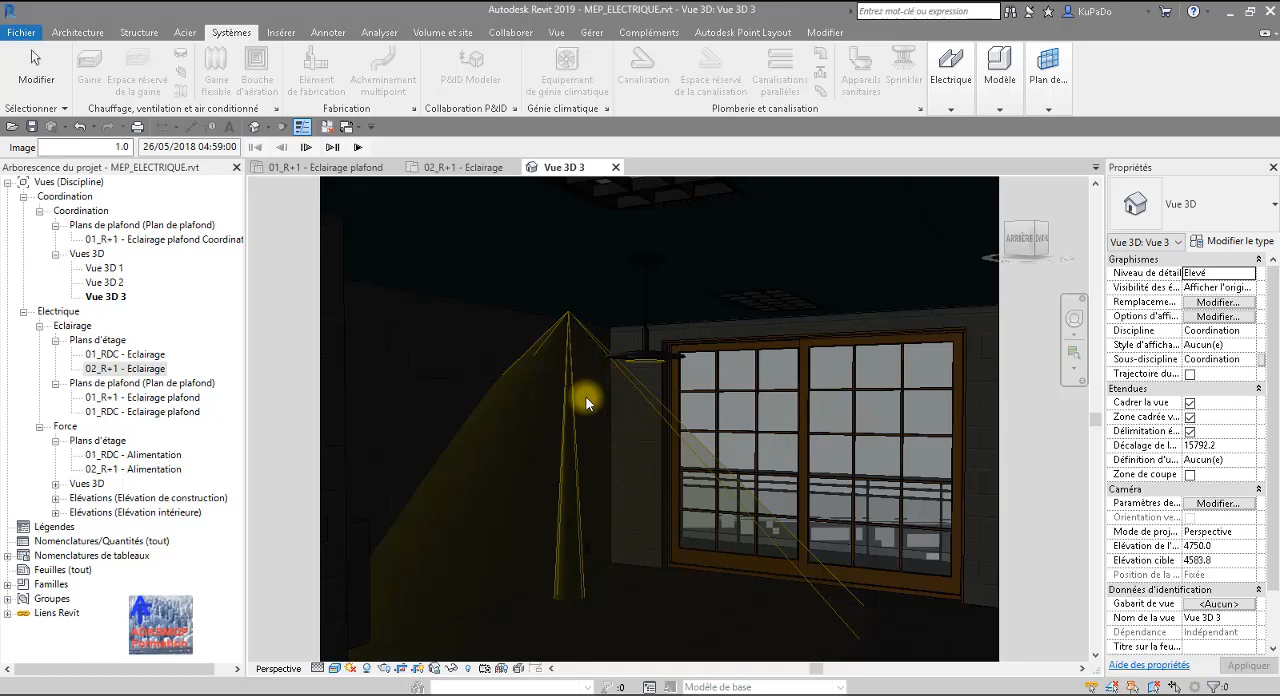 Autodesk Revit 2019 - MEP_ELECTRIQUE.rvt - Vue 3D: Vue 3D 3
Entrez mot-clé ou expression
KuPaDo
Fichier Architecture Structure Acier Systèmes Insérer Annoter Analyser Volume et site Collaborer Vue Gérer Compléments Autodesk Point Layout Modifier
Modifier
Gaine
Espace réservé
de la gaine
Gaine
flexible
Bouche
d'aération
Elément
de fabrication
Acheminement
multipoint
P&ID Modeler
Equipement
de génie climatique
Canalisation
Espace réservé
de la canalisation
Canalisations
parallèles
Appareils
sanitaires
Sprinkler
Electrique
Modèle
Plan de...
Sélectionner
Chauffage, ventilation et air conditionné
Fabrication
Collaboration P&ID
Génie climatique
Plomberie et canalisation
Image 1.0 26/05/2018 04:59:00
Arborescence du projet - MEP_ELECTRIQUE.rvt
01_R+1 - Eclairage plafond
02_R+1 - Eclairage
Vue 3D 3
Vues (Discipline)
Coordination
Coordination
Plans de plafond (Plan de plafond)
01_R+1 - Eclairage plafond Coordinat
Vues 3D
Vue 3D 1
Vue 3D 2
Vue 3D 3
Electrique
Eclairage
Plans d'étage
01_RDC - Eclairage
02_R+1 - Eclairage
Plans de plafond (Plan de plafond)
01_R+1 - Eclairage plafond
01_RDC - Eclairage plafond
Force
Plans d'étage
01_RDC - Alimentation
02_R+1 - Alimentation
Vues 3D
Elévations (Elévation de construction)
Elévations (Elévation intérieure)
Légendes
Nomenclatures/Quantités (tout)
Nomenclatures de tableaux
Feuilles (tout)
Familles
Groupes
Liens Revit
Formation
ARRIÈRE
Propriétés
Vue 3D
Vue 3D: Vue 3
Modifier le type
Graphismes
Niveau de détail Elevé
Visibilité des é... Afficher l'origi...
Remplaceme... Modifier...
Options d'affi... Modifier...
Discipline Coordination
Style d'afficha... Aucun(e)
Sous-discipline Coordination
Trajectoire du
Etendues
Cadrer la vue
Zone cadrée v
Délimitation é
Décalage de l... 15792.2
Définition d'u... Aucun(e)
Zone de coupe
Caméra
Paramètres de... Modifier...
Orientation ve
Mode de proj... Perspective
Elévation de l'... 4750.0
Elévation cible 4583.8
Position de la ... Fixée
Données d'identification
Gabarit de vue <Aucun>
Nom de la vue Vue 3D 3
Dépendance Indépendant
Titre sur la feu...
Aide des propriétés
Appliquer
Perspective
:0
Modèle de base
:0